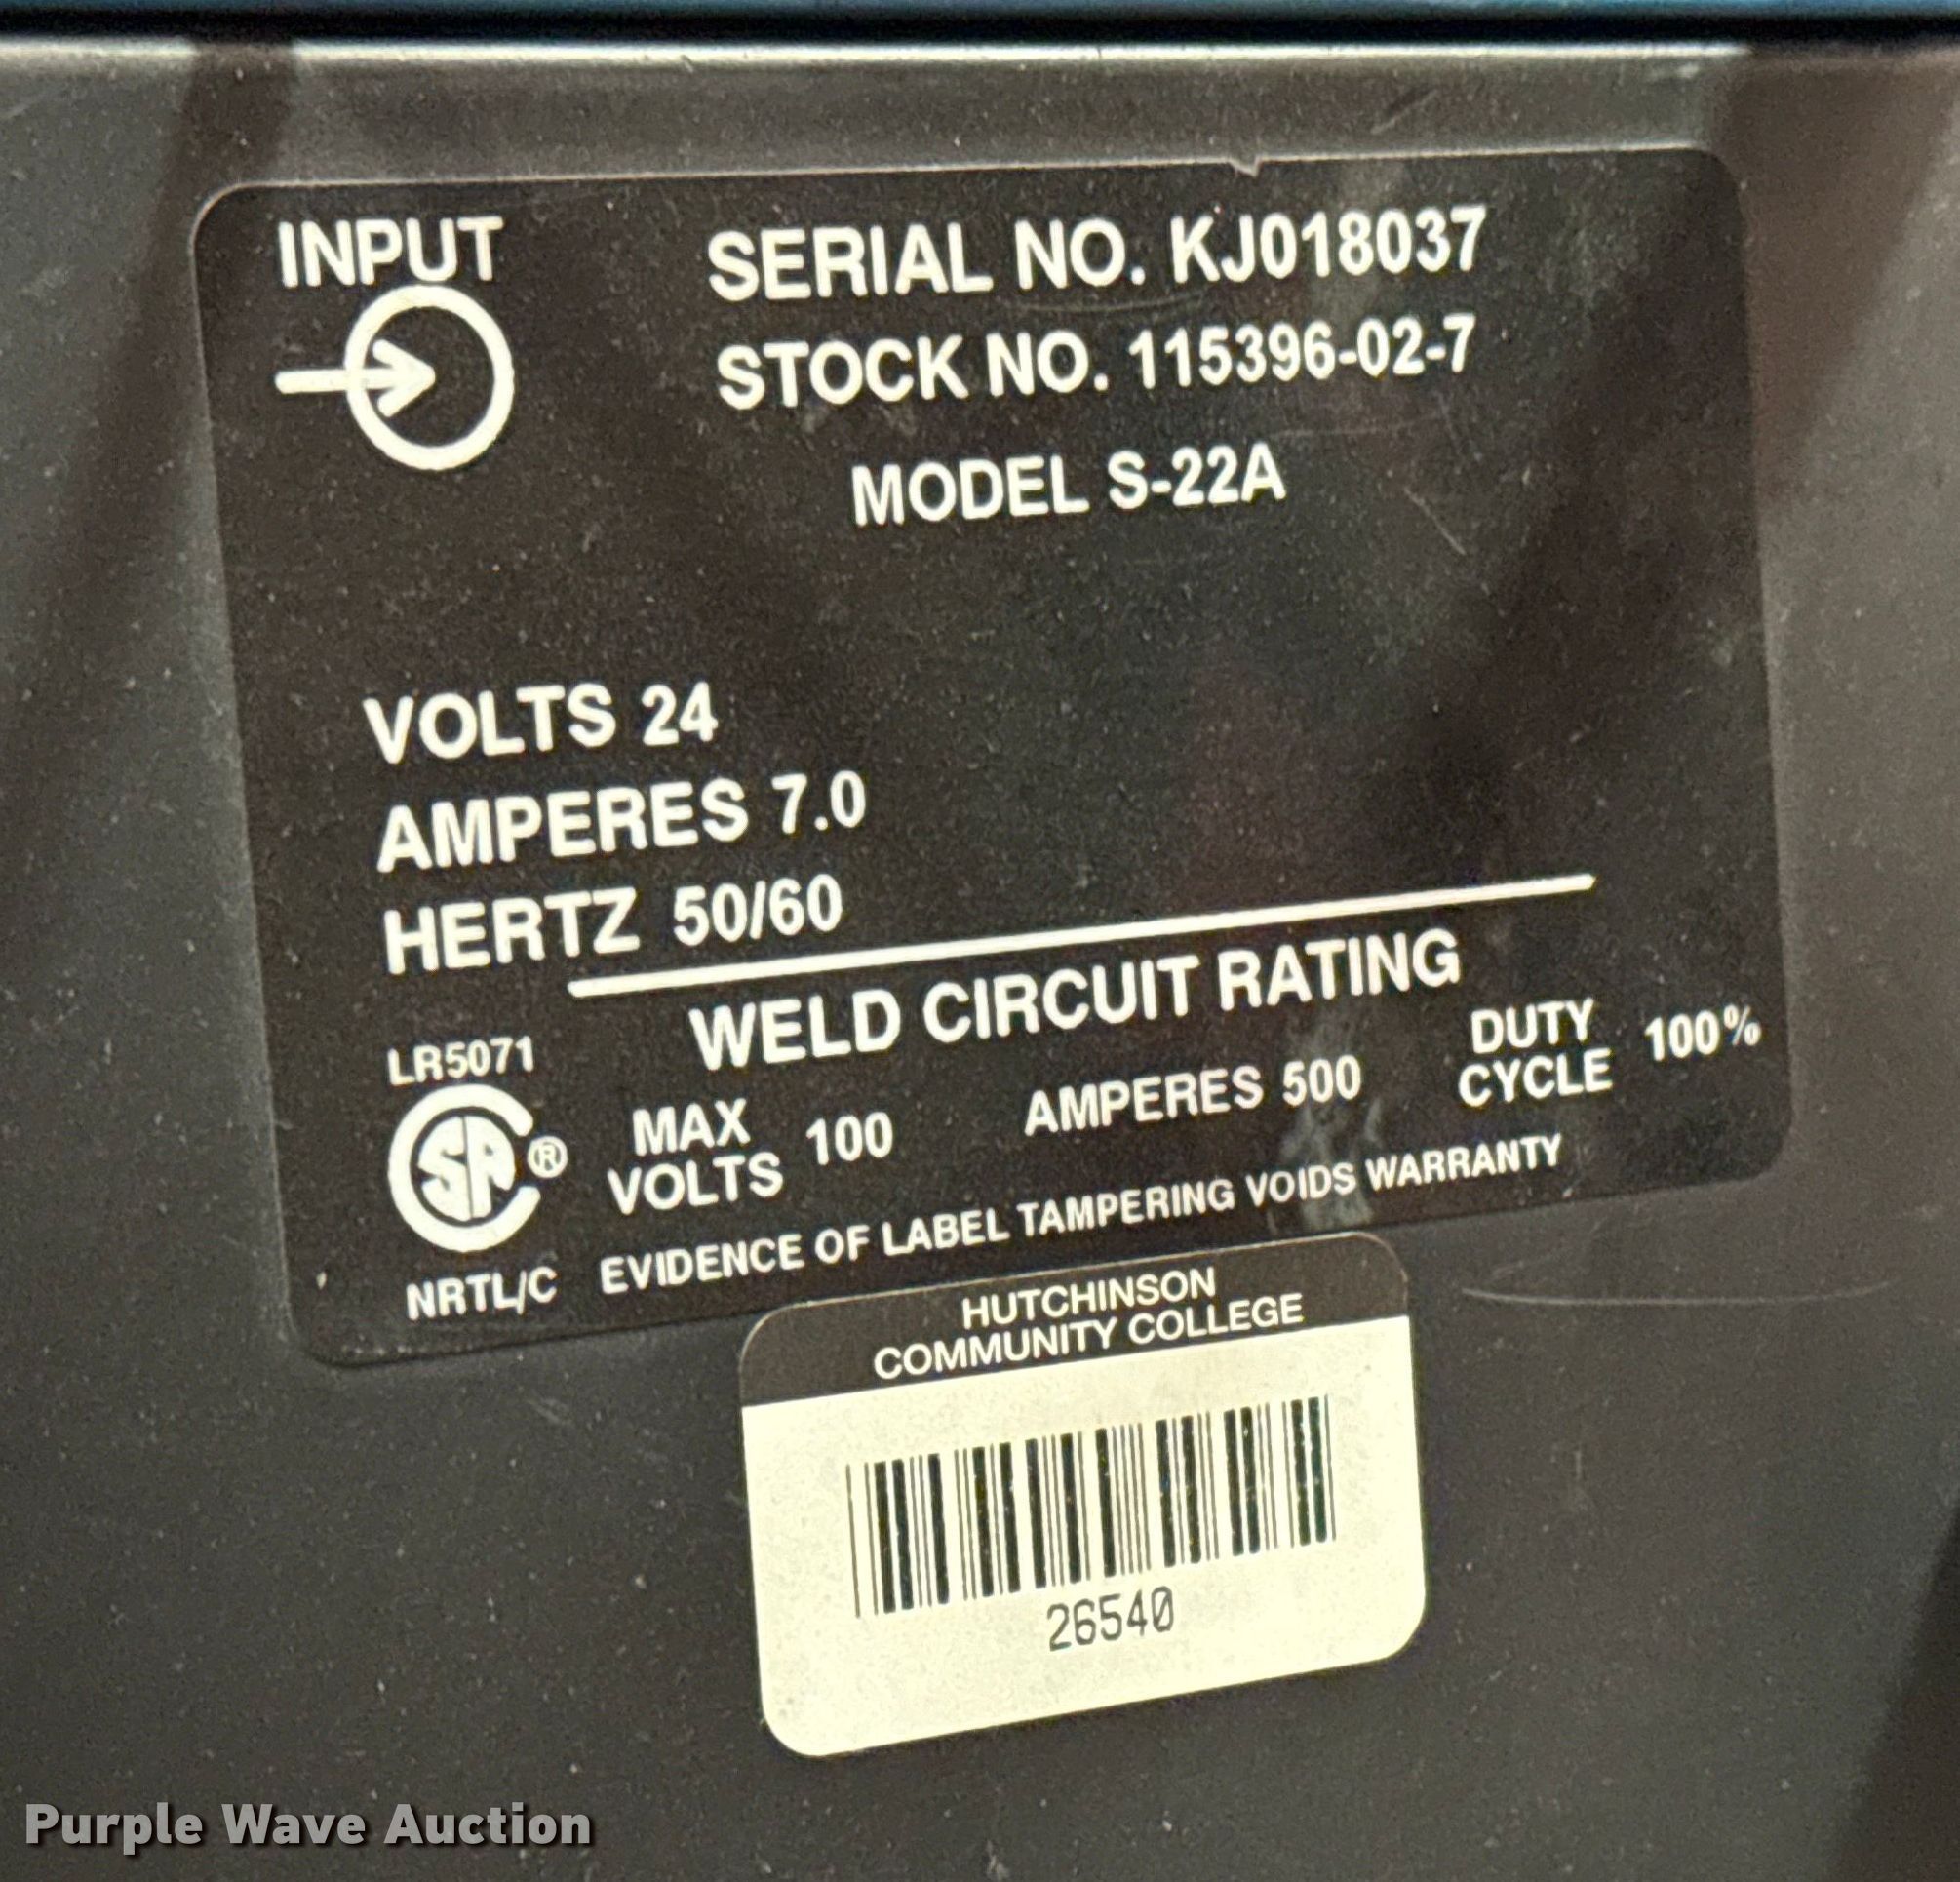 INPUT
SERIAL NO. KJ018037
STOCK NO. 115396-02-7
MODEL S-22A
VOLTS 24
AMPERES 7.0
HERTZ 50/60
WELD CIRCUIT RATING
LR5071
MAX VOLTS 100 AMPERES 500 DUTY CYCLE 100%
SA ®
NRTL/C EVIDENCE OF LABEL TAMPERING VOIDS WARRANTY
HUTCHINSON
COMMUNITY COLLEGE
26540
Purple Wave Auction